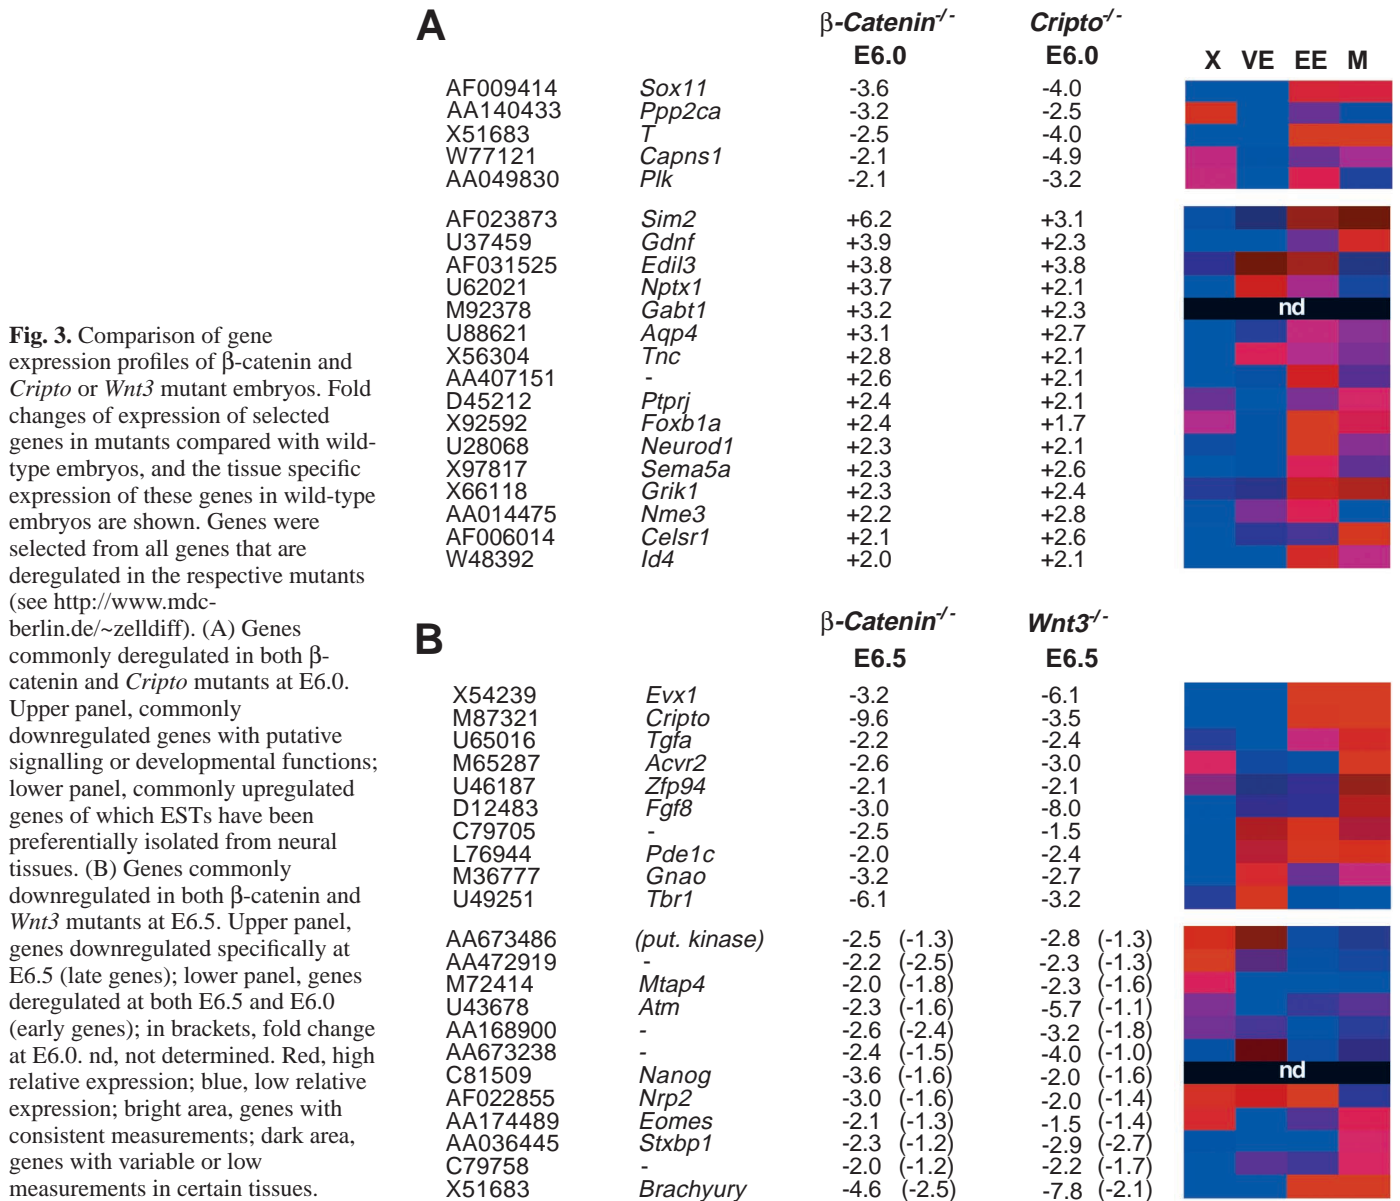 Fig. 3. Comparison of gene
expression profiles of β-catenin and
Cripto or Wnt3 mutant embryos. Fold
changes of expression of selected
genes in mutants compared with wild-
type embryos, and the tissue specific
expression of these genes in wild-type
embryos are shown. Genes were
selected from all genes that are
deregulated in the respective mutants
(see http://www.mdc-
berlin.de/~zelldiff). (A) Genes
commonly deregulated in both β-
catenin and Cripto mutants at E6.0.
Upper panel, commonly
downregulated genes with putative
signalling or developmental functions;
lower panel, commonly upregulated
genes of which ESTs have been
preferentially isolated from neural
tissues. (B) Genes commonly
downregulated in both β-catenin and
Wnt3 mutants at E6.5. Upper panel,
genes downregulated specifically at
E6.5 (late genes); lower panel, genes
deregulated at both E6.5 and E6.0
(early genes); in brackets, fold change
at E6.0. nd, not determined. Red, high
relative expression; blue, low relative
expression; bright area, genes with
consistent measurements; dark area,
genes with variable or low
measurements in certain tissues.
A
β-Catenin-/- Cripto-/-
E6.0 E6.0 X VE EE M
AF009414 Sox11 -3.6 -4.0
AA140433 Ppp2ca -3.2 -2.5
X51683 T -2.5 -4.0
W77121 Capns1 -2.1 -4.9
AA049830 Plk -2.1 -3.2
AF023873 Sim2 +6.2 +3.1
U37459 Gdnf +3.9 +2.3
AF031525 Edil3 +3.8 +3.8
U62021 Nptx1 +3.7 +2.1
M92378 Gabt1 +3.2 +2.3 nd
U88621 Aqp4 +3.1 +2.7
X56304 Tnc +2.8 +2.1
AA407151 - +2.6 +2.1
D45212 Ptprj +2.4 +2.1
X92592 Foxb1a +2.4 +1.7
U28068 Neurod1 +2.3 +2.1
X97817 Sema5a +2.3 +2.6
X66118 Grik1 +2.3 +2.4
AA014475 Nme3 +2.2 +2.8
AF006014 Celsr1 +2.1 +2.6
W48392 Id4 +2.0 +2.1
B
β-Catenin-/- Wnt3-/-
E6.5 E6.5
X54239 Evx1 -3.2 -6.1
M87321 Cripto -9.6 -3.5
U65016 Tgfa -2.2 -2.4
M65287 Acvr2 -2.6 -3.0
U46187 Zfp94 -2.1 -2.1
D12483 Fgf8 -3.0 -8.0
C79705 - -2.5 -1.5
L76944 Pde1c -2.0 -2.4
M36777 Gnao -3.2 -2.7
U49251 Tbr1 -6.1 -3.2
AA673486 (put. kinase) -2.5 (-1.3) -2.8 (-1.3)
AA472919 - -2.2 (-2.5) -2.3 (-1.3)
M72414 Mtap4 -2.0 (-1.8) -2.3 (-1.6)
U43678 Atm -2.3 (-1.6) -5.7 (-1.1)
AA168900 - -2.6 (-2.4) -3.2 (-1.8)
AA673238 - -2.4 (-1.5) -4.0 (-1.0)
C81509 Nanog -3.6 (-1.6) -2.0 (-1.6) nd
AF022855 Nrp2 -3.0 (-1.6) -2.0 (-1.4)
AA174489 Eomes -2.1 (-1.3) -1.5 (-1.4)
AA036445 Stxbp1 -2.3 (-1.2) -2.9 (-2.7)
C79758 - -2.0 (-1.2) -2.2 (-1.7)
X51683 Brachyury -4.6 (-2.5) -7.8 (-2.1)